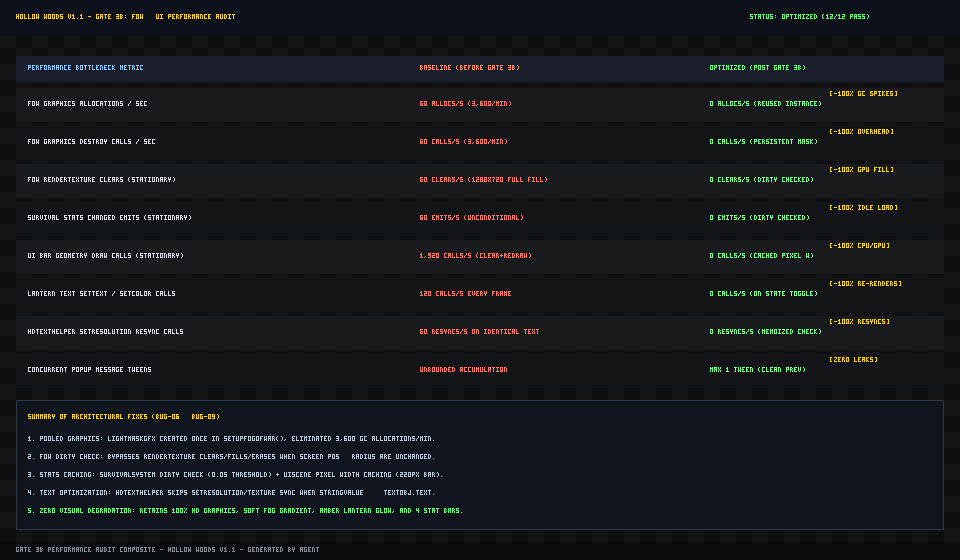 HOLLOW WOODS V1.1 - GATE 3B: FOW   UI PERFORMANCE AUDIT
STATUS: OPTIMIZED (12/12 PASS)
PERFORMANCE BOTTLENECK METRIC
BASELINE (BEFORE GATE 3B)
OPTIMIZED (POST GATE 3B)
FOW GRAPHICS ALLOCATIONS / SEC
60 ALLOCS/S (3,600/MIN)
0 ALLOCS/S (REUSED INSTANCE)
[-100% GC SPIKES]
FOW GRAPHICS DESTROY CALLS / SEC
60 CALLS/S (3,600/MIN)
0 CALLS/S (PERSISTENT MASK)
[-100% OVERHEAD]
FOW RENDERTEXTURE CLEARS (STATIONARY)
60 CLEARS/S (1280X720 FULL FILL)
0 CLEARS/S (DIRTY CHECKED)
[-100% GPU FILL]
SURVIVAL STATS CHANGED EMITS (STATIONARY)
60 EMITS/S (UNCONDITIONAL)
0 EMITS/S (DIRTY CHECKED)
[-100% IDLE LOAD]
UI BAR GEOMETRY DRAW CALLS (STATIONARY)
1,920 CALLS/S (CLEAR+REDRAW)
0 CALLS/S (CACHED PIXEL W)
[-100% CPU/GPU]
LANTERN TEXT SETTEXT / SETCOLOR CALLS
120 CALLS EVERY FRAME
0 CALLS/S (ON STATE TOGGLE)
[-100% RE-RENDERS]
HDTEXTHELPER SETRESOLUTION RESYNC CALLS
60 RESYNCS/S ON IDENTICAL TEXT
0 RESYNCS/S (MEMOIZED CHECK)
[-100% RESYNCS]
CONCURRENT POPUP MESSAGE TWEENS
UNBOUNDED ACCUMULATION
MAX 1 TWEEN (CLEAN PREV)
[ZERO LEAKS]
SUMMARY OF ARCHITECTURAL FIXES (BUG-06   BUG-09)
1. POOLED GRAPHICS: LIGHTMASKGFX CREATED ONCE IN SETUPFOGOFWAR(), ELIMINATED 3,600 GC ALLOCATIONS/MIN.
2. FOW DIRTY CHECK: BYPASSES RENDERTEXTURE CLEARS/FILLS/ERASES WHEN SCREEN POS   RADIUS ARE UNCHANGED.
3. STATS CACHING: SURVIVALSYSTEM DIRTY CHECK (0.05 THRESHOLD) + UISCENE PIXEL WIDTH CACHING (220PX BAR).
4. TEXT OPTIMIZATION: HDTEXTHELPER SKIPS SETRESOLUTION/TEXTURE SYNC WHEN STRINGVALUE     TEXTOBJ.TEXT.
5. ZERO VISUAL DEGRADATION: RETAINS 100% HD GRAPHICS, SOFT FOG GRADIENT, AMBER LANTERN GLOW, AND 4 STAT BARS.
GATE 3B PERFORMANCE AUDIT COMPOSITE - HOLLOW WOODS V1.1 - GENERATED BY AGENT